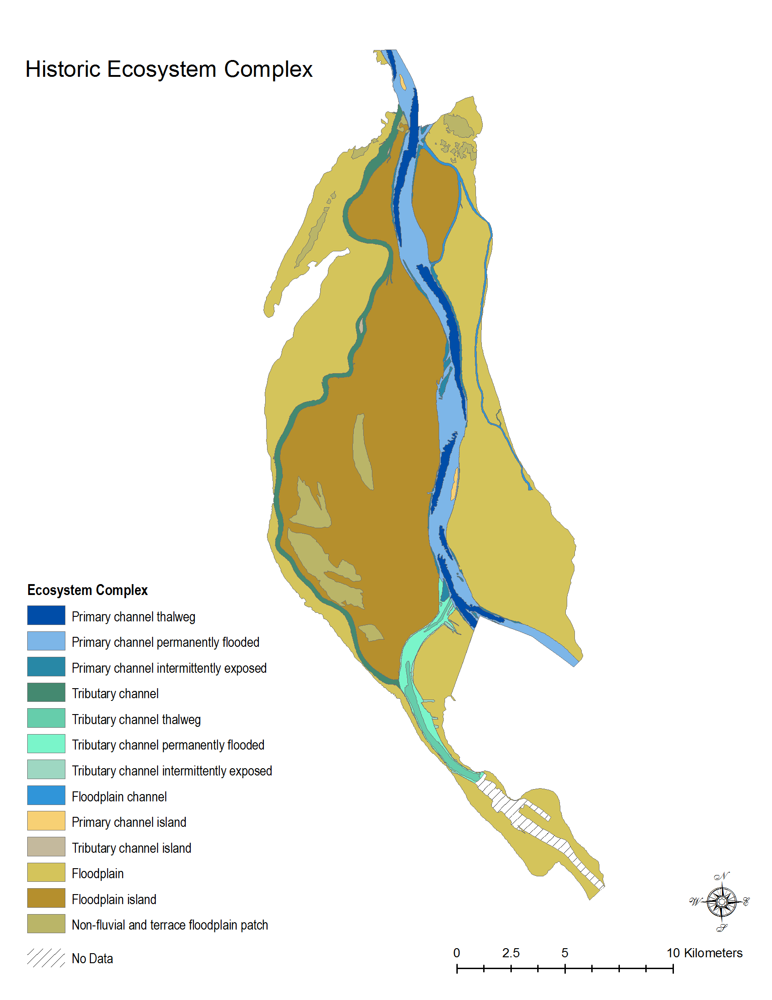 Historic Ecosystem Complex
Ecosystem Complex
Primary channel thalweg
Primary channel permanently flooded
Primary channel intermittently exposed
Tributary channel
Tributary channel thalweg
Tributary channel permanently flooded
Tributary channel intermittently exposed
Floodplain channel
Primary channel island
Tributary channel island
Floodplain
Floodplain island
Non-fluvial and terrace floodplain patch
No Data
N
W E
S
0 2.5 5 10 Kilometers